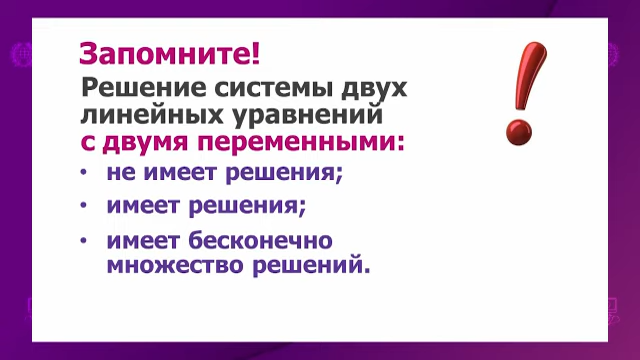 Запомните!
Решение системы двух
линейных уравнений
с двумя переменными:
• не имеет решения;
• имеет решения;
• имеет бесконечно
множество решений.